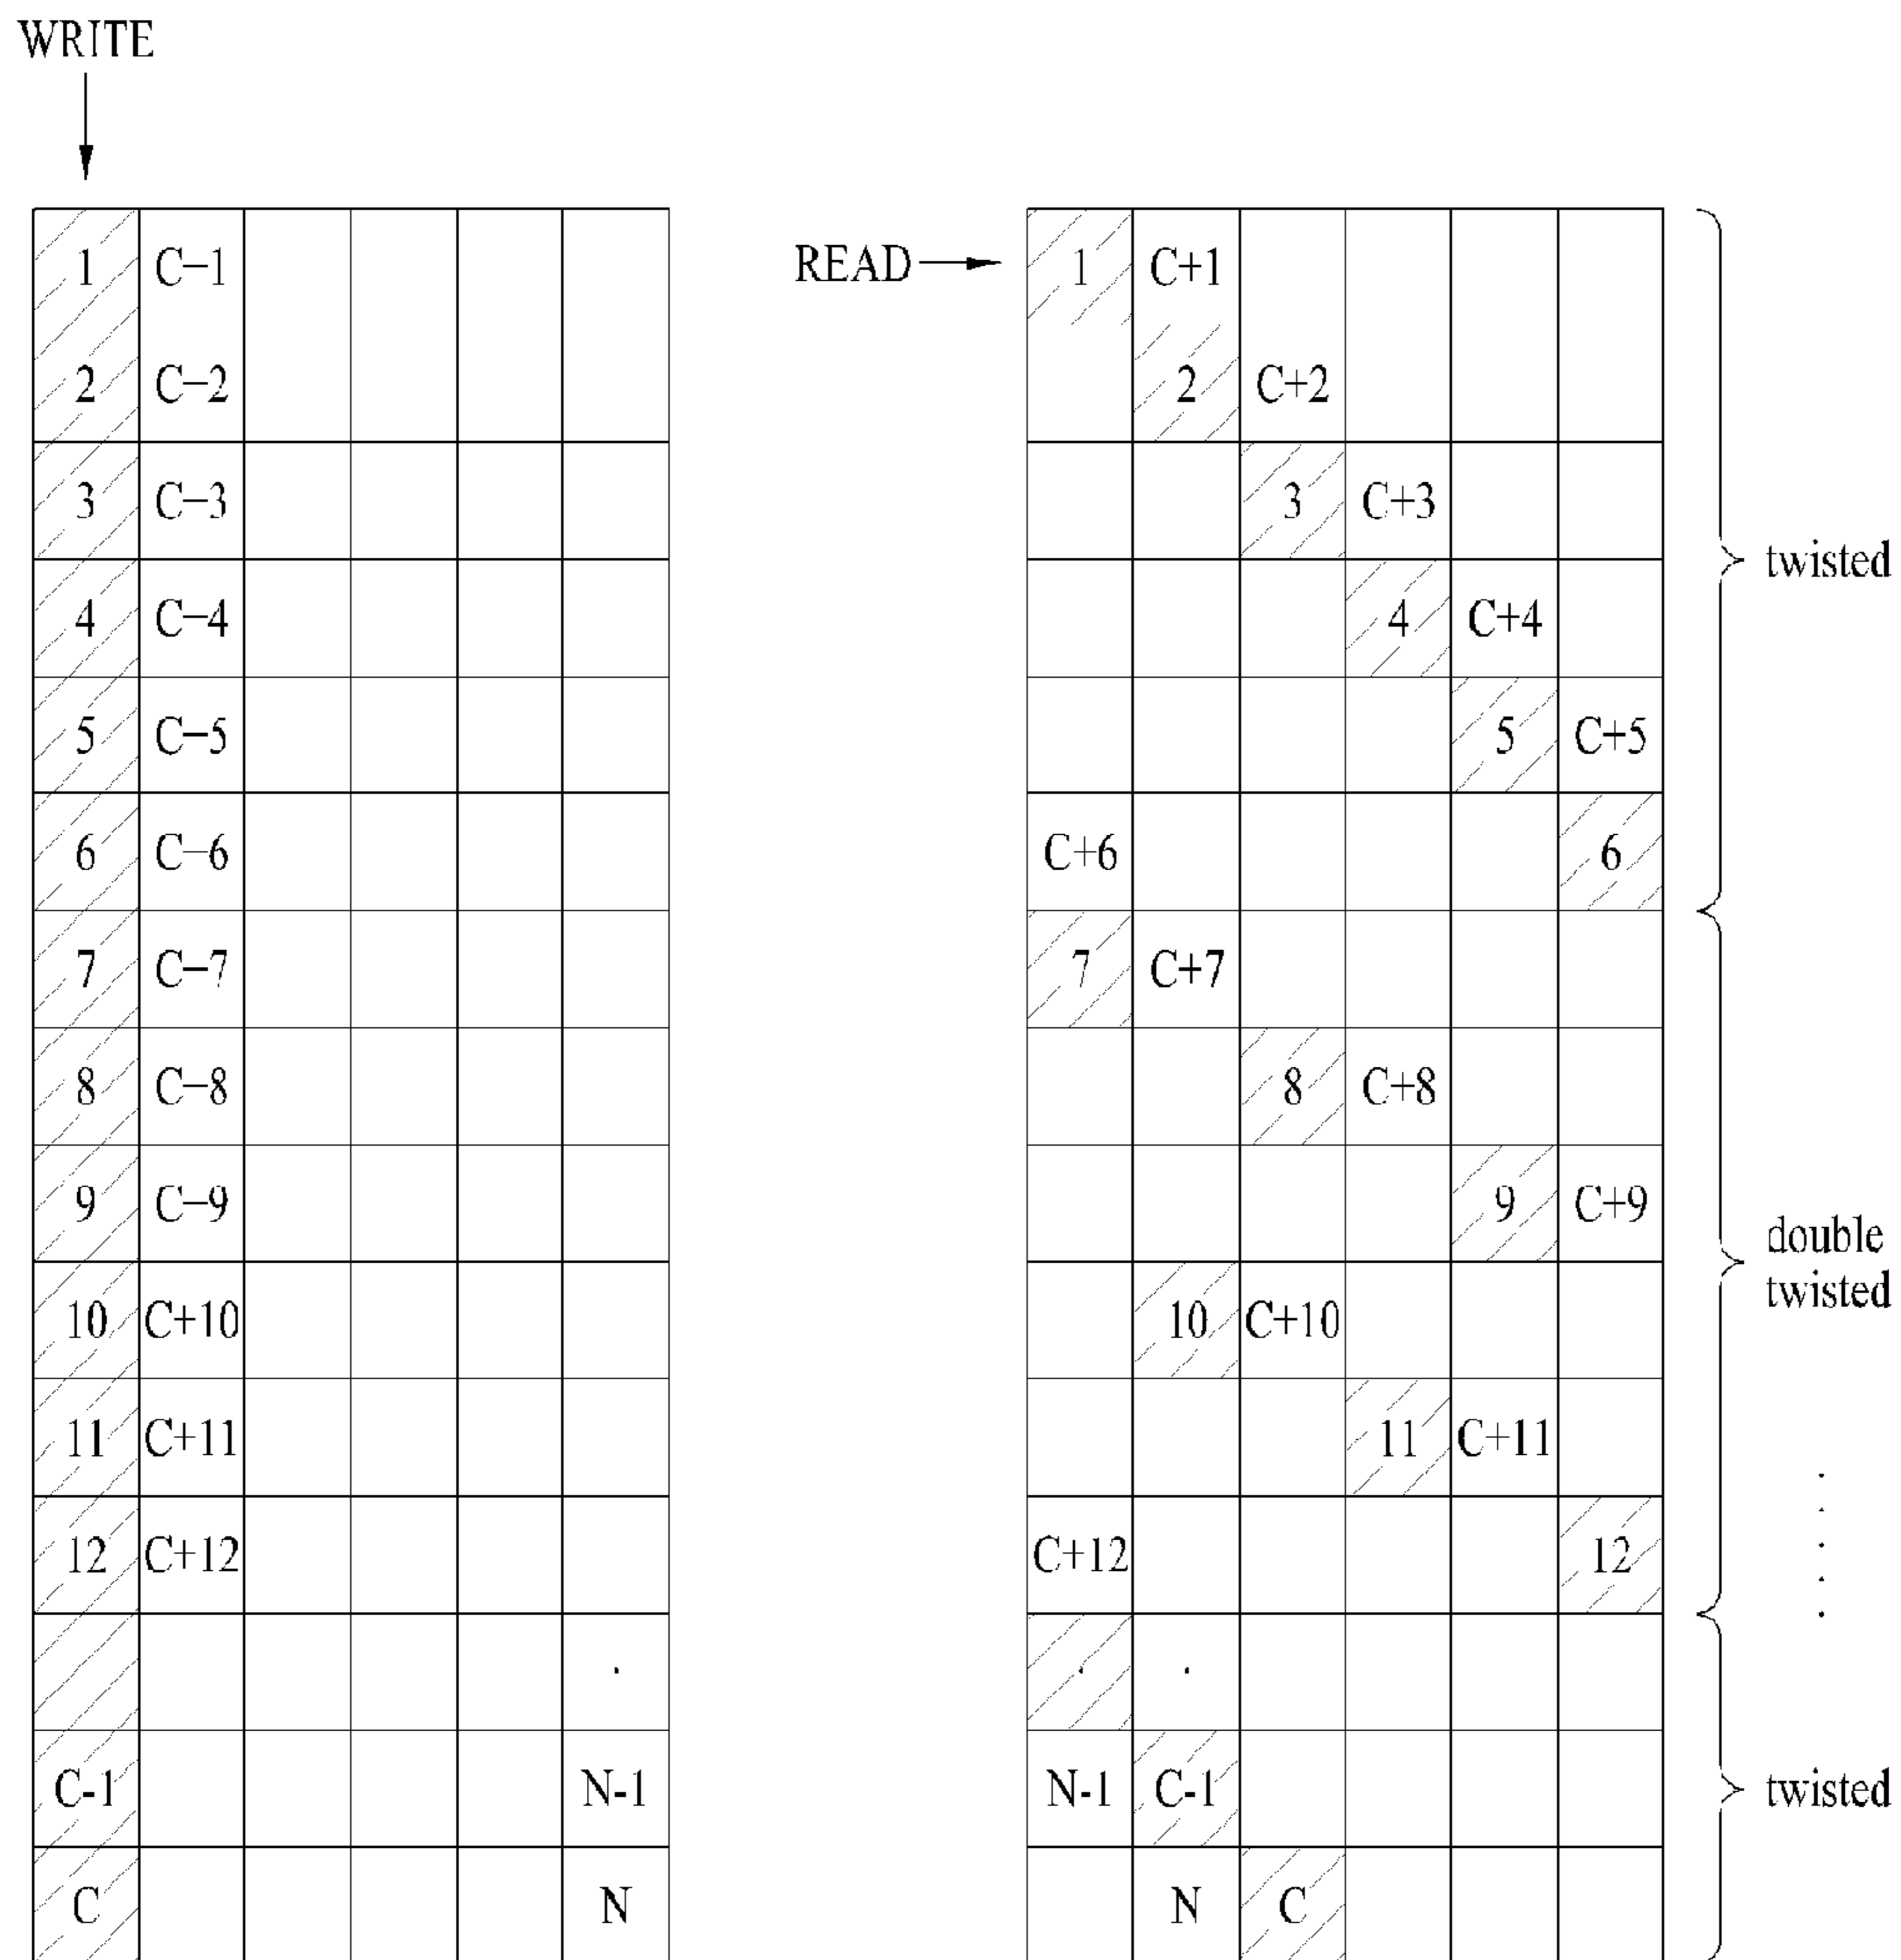 WRITE
1 C−1
2 C−2
3 C−3
4 C−4
5 C−5
6 C−6
7 C−7
8 C−8
9 C−9
10 C+10
11 C+11
12 C+12
.
C-1 N-1
C N
READ
1 C+1
2 C+2
3 C+3
4 C+4
5 C+5
C+6 6
7 C+7
8 C+8
9 C+9
10 C+10
11 C+11
C+12 12
. .
N-1 C-1
N C
twisted
double
twisted
.
.
.
.
.
twisted